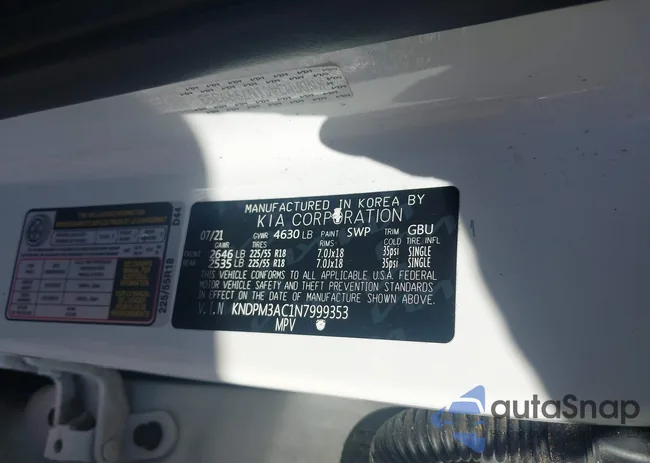 MANUFACTURED IN KOREA BY
KIA CORPORATION
07/21 GVWR 4630 LB PAINT SWP TRIM GBU
GAWR TIRES RIMS COLD TIRE INFL
FRONT 2646 LB 225/55 R18 7.0Jx18 35psi SINGLE
REAR 2535 LB 225/55 R18 7.0Jx18 35psi SINGLE
THIS VEHICLE CONFORMS TO ALL APPLICABLE U.S.A. FEDERAL
MOTOR VEHICLE SAFETY AND THEFT PREVENTION STANDARDS
IN EFFECT ON THE DATE OF MANUFACTURE SHOWN ABOVE.
V.I.N KNDPM3AC1N7999353
MPV
D44
225/55R18
autoSnap